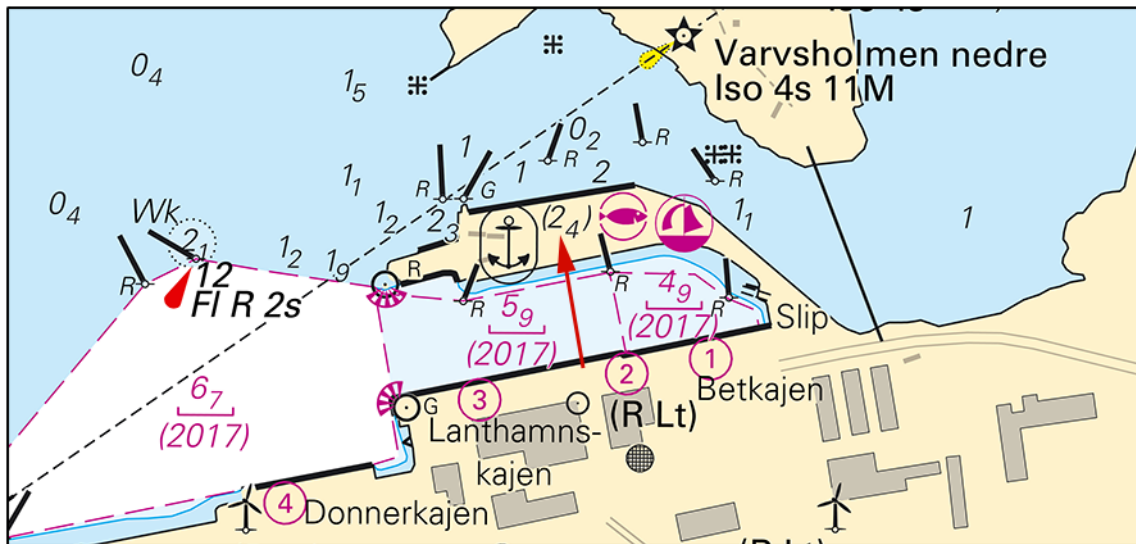 Varvsholmen nedre
Iso 4s 11M
0₄
1₅
0₂
R
R
R
1
1
2
R
G
1₁
1₂
2
2₃
(2₄)
1₁
1
0₄
Wk
2₁
1₂
1₉
R
R
12
Fl R 2s
R
R
R
5₉
(2017)
4₉
(2017)
Slip
6₇
(2017)
G
3
2
1
Betkajen
(R Lt)
Lanthamns-
kajen
4
Donnerkajen